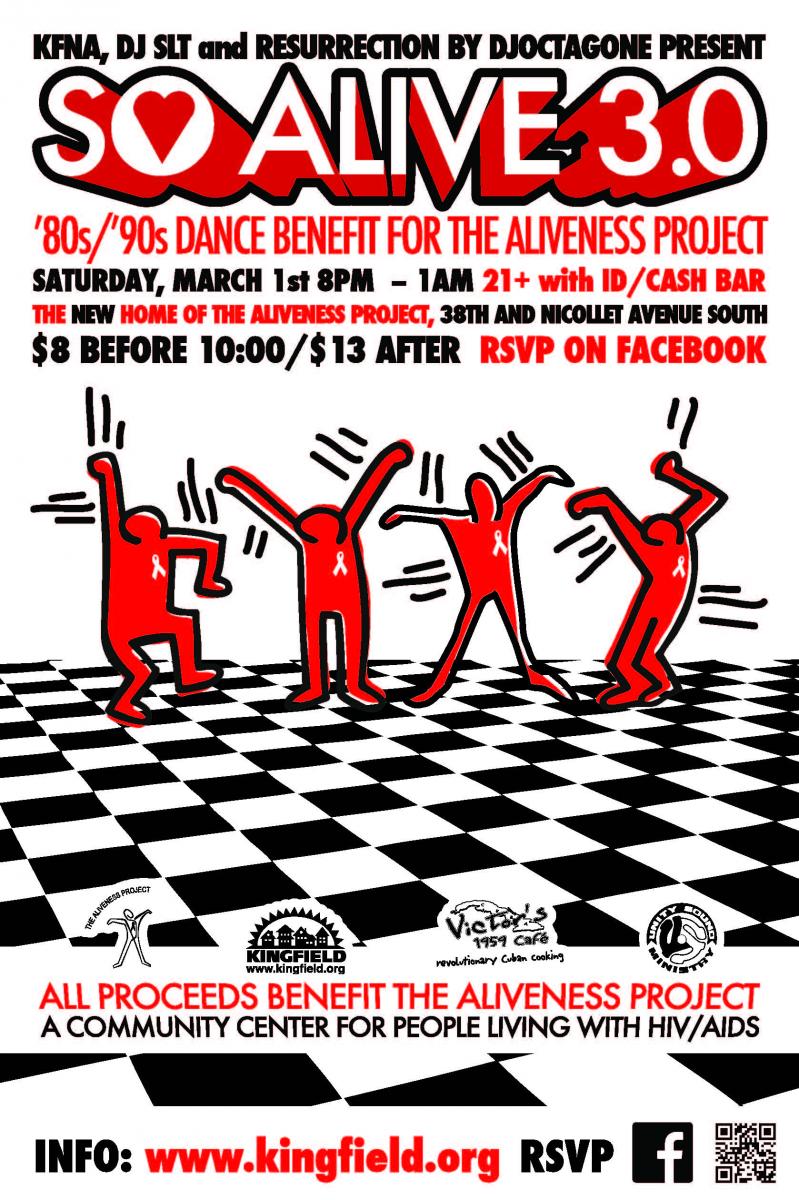 KFNA, DJ SLT and RESURRECTION BY DJOCTAGONE PRESENT
SO ALIVE 3.0
'80s/'90s DANCE BENEFIT FOR THE ALIVENESS PROJECT
SATURDAY, MARCH 1st 8PM – 1AM 21+ with ID/CASH BAR
THE NEW HOME OF THE ALIVENESS PROJECT, 38TH AND NICOLLET AVENUE SOUTH
$8 BEFORE 10:00/$13 AFTER RSVP ON FACEBOOK
THE ALIVENESS PROJECT
KINGFIELD
www.kingfield.org
Victor's
1959 Café
revolutionary Cuban cooking
UNITY SOUND
MINISTRY
ALL PROCEEDS BENEFIT THE ALIVENESS PROJECT
A COMMUNITY CENTER FOR PEOPLE LIVING WITH HIV/AIDS
INFO: www.kingfield.org RSVP f